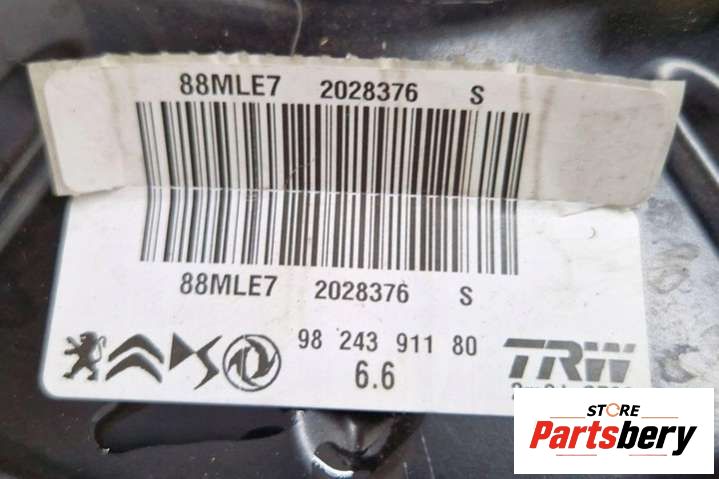 88MLE7 2028376 S
88MLE7 2028376 S
98 243 911 80
6.6
TRW
STORE
Partsbery